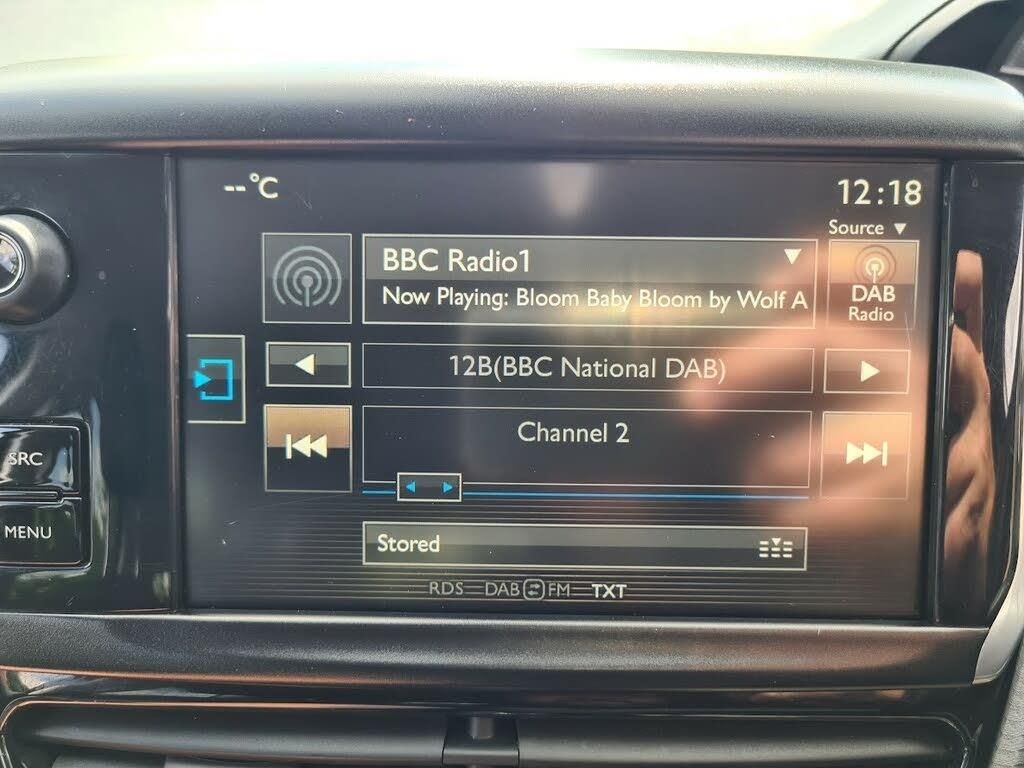 --°C
12:18
Source
BBC Radio1
Now Playing: Bloom Baby Bloom by Wolf A
DAB
Radio
12B(BBC National DAB)
Channel 2
SRC
MENU
Stored
RDS DAB FM TXT